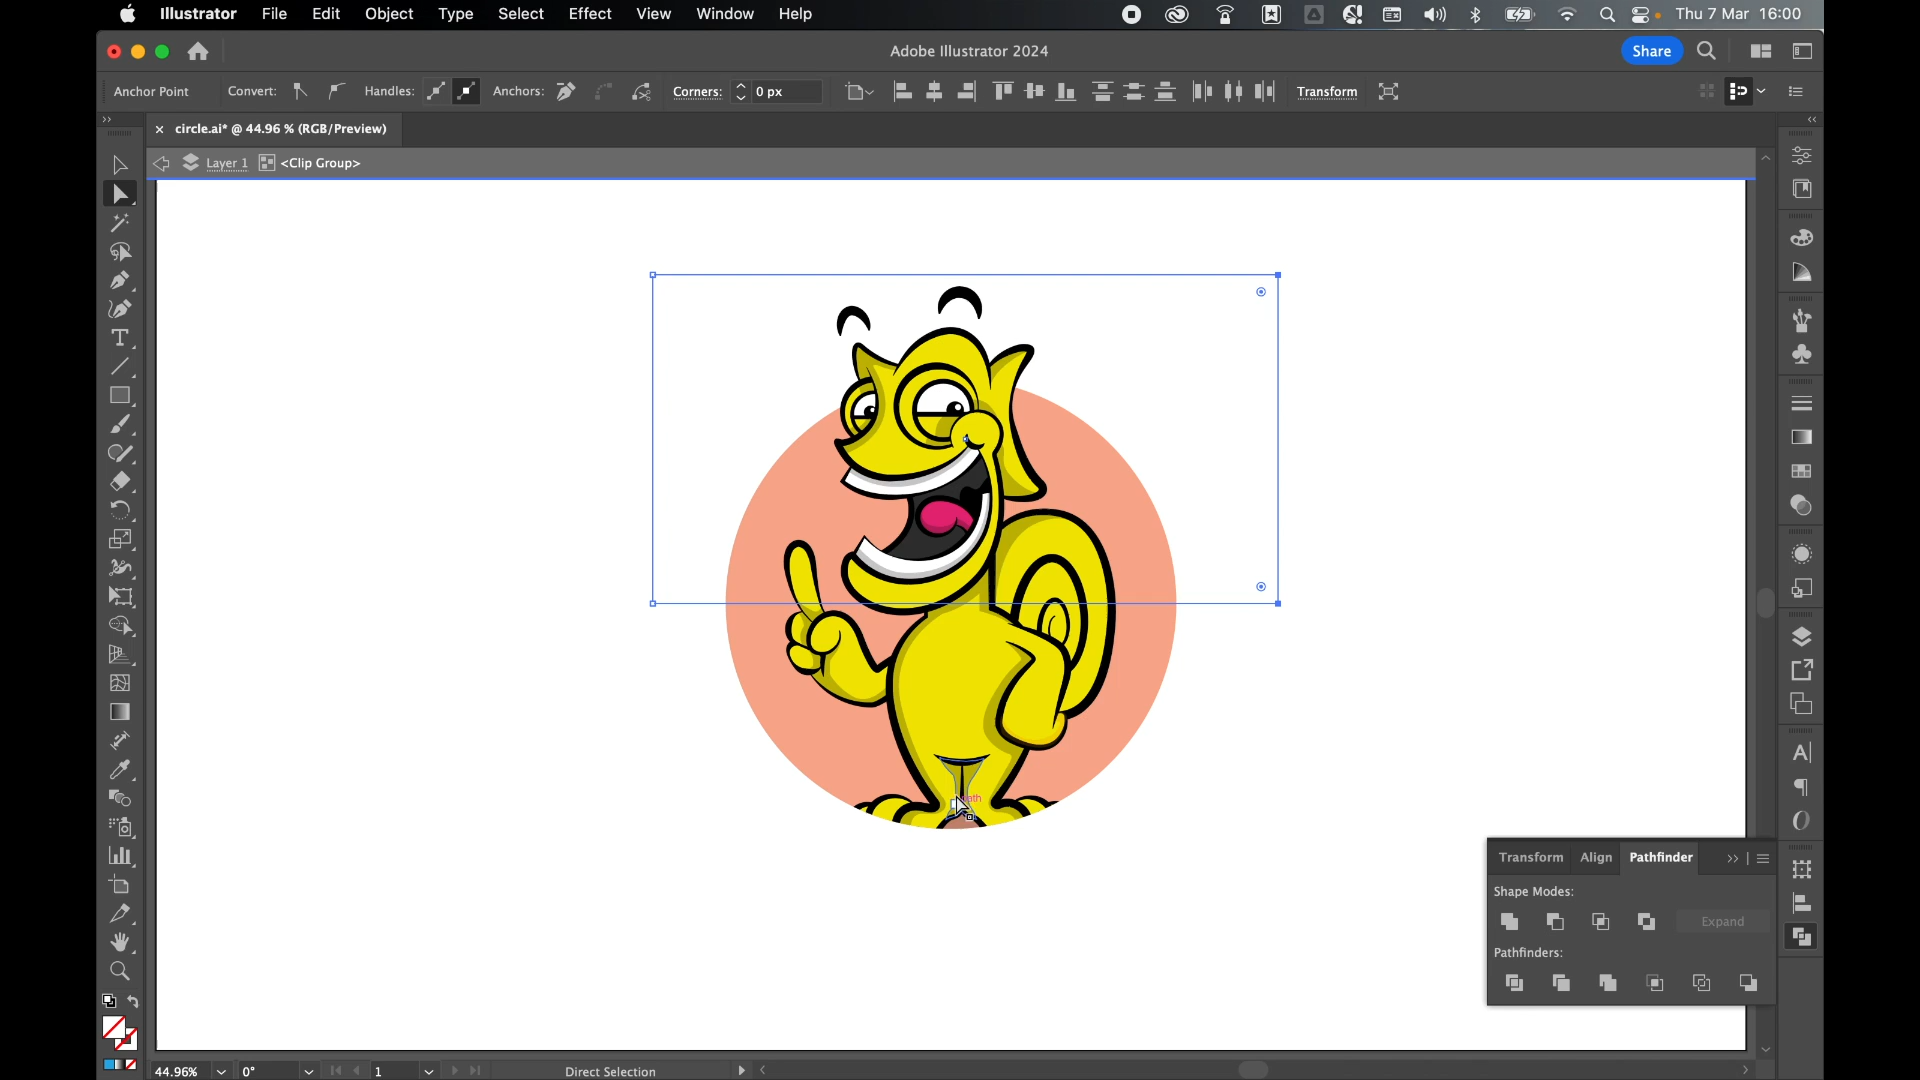 Illustrator File Edit Object Type Select Effect View Window Help Thu 7 Mar 16:00
Adobe Illustrator 2024 Share
Anchor Point Convert: Handles: Anchors: Corners: 0 px Transform
× circle.ai* @ 44.96 % (RGB/Preview)
Layer 1 <Clip Group>
Transform Align Pathfinder
Shape Modes:
Expand
Pathfinders:
44.96% 0° 1 Direct Selection